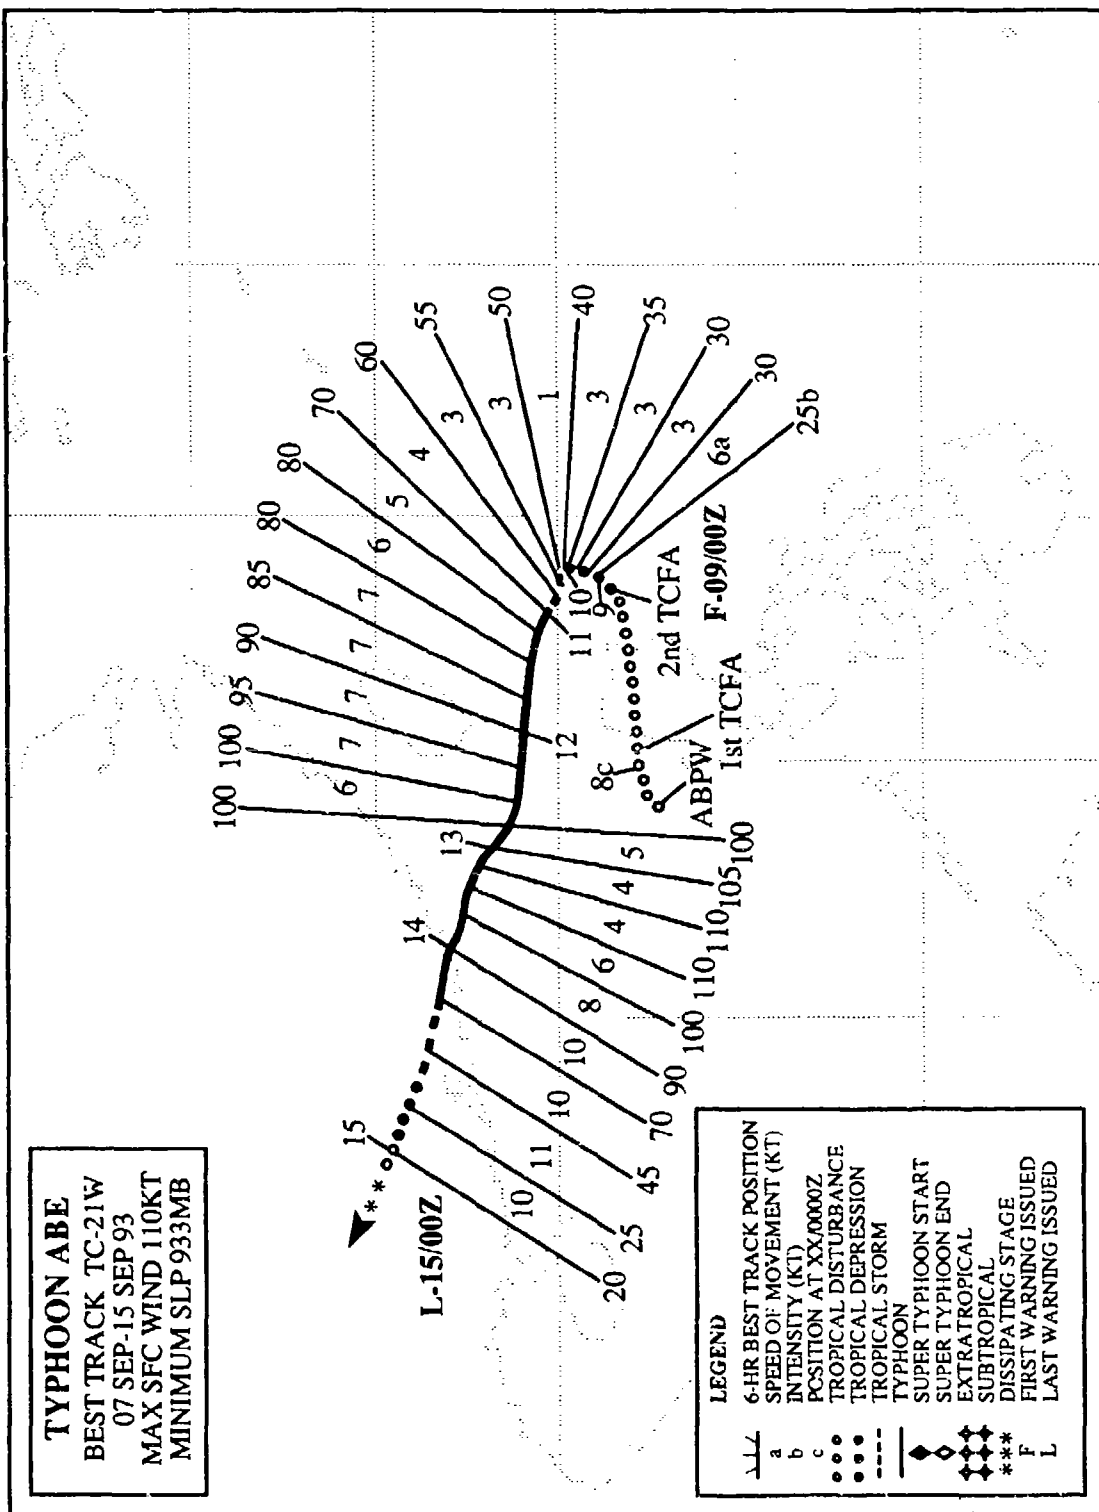 TYPHOON ABE
BEST TRACK TC-21W
07 SEP-15 SEP 93
MAX SFC WIND 110KT
MINIMUM SLP 933MB
100
100
95
90
85
80
80
70
60
55
50
40
35
30
30
25b
6
7
7
7
7
6
5
4
3
3
1
3
3
3
6a
13
12
11
10
9
8c
14
15
ABPW
1st TCFA
2nd TCFA
F-09/00Z
L-15/00Z
5
4
4
6
8
10
10
11
10
100
105
110
110
100
90
70
45
25
20
LEGEND
6-HR BEST TRACK POSITION
a SPEED OF MOVEMENT (KT)
b INTENSITY (KT)
c POSITION AT XX/0000Z
TROPICAL DISTURBANCE
TROPICAL DEPRESSION
TROPICAL STORM
TYPHOON
SUPER TYPHOON START
SUPER TYPHOON END
EXTRATROPICAL
SUBTROPICAL
*** DISSIPATING STAGE
F FIRST WARNING ISSUED
L LAST WARNING ISSUED